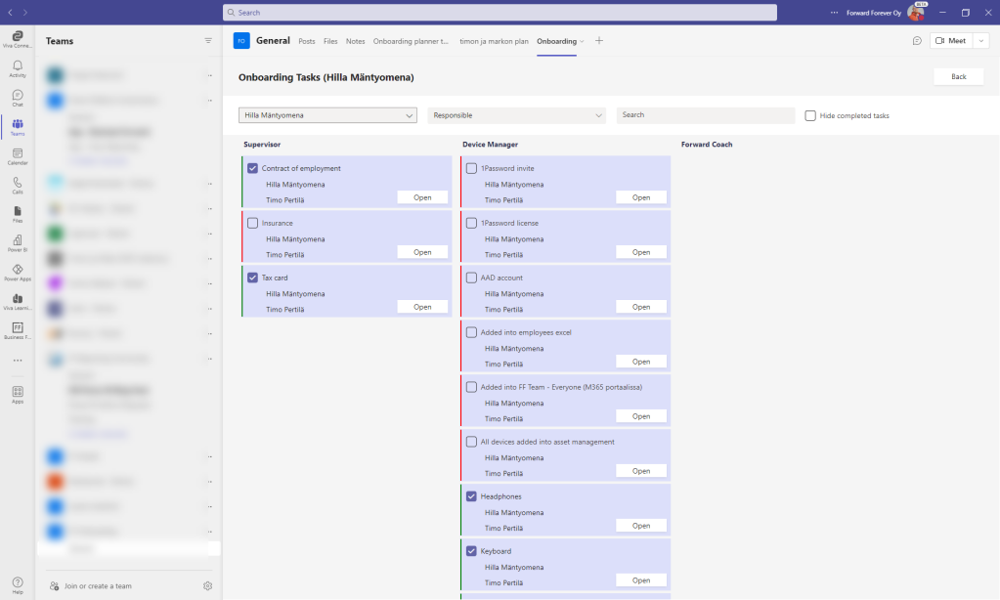 Search
Forward Forever Oy
BETA
Viva Conne...
Activity
Chat
Teams
Calendar
Calls
Files
Power BI
Power Apps
Viva Learni...
Business F...
Apps
Help
Teams
Join or create a team
FO
General
Posts
Files
Notes
Onboarding planner t...
timon ja markon plan
Onboarding
Meet
Onboarding Tasks (Hilla Mäntyomena)
Back
Hilla Mäntyomena
Responsible
Search
Hide completed tasks
Supervisor
Contract of employment
Hilla Mäntyomena
Timo Pertilä
Open
Insurance
Hilla Mäntyomena
Timo Pertilä
Open
Tax card
Hilla Mäntyomena
Timo Pertilä
Open
Device Manager
1Password invite
Hilla Mäntyomena
Timo Pertilä
Open
1Password license
Hilla Mäntyomena
Timo Pertilä
Open
AAD account
Hilla Mäntyomena
Timo Pertilä
Open
Added into employees excel
Hilla Mäntyomena
Timo Pertilä
Open
Added into FF Team - Everyone (M365 portaalissa)
Hilla Mäntyomena
Timo Pertilä
Open
All devices added into asset management
Hilla Mäntyomena
Timo Pertilä
Open
Headphones
Hilla Mäntyomena
Timo Pertilä
Open
Keyboard
Hilla Mäntyomena
Timo Pertilä
Open
Forward Coach